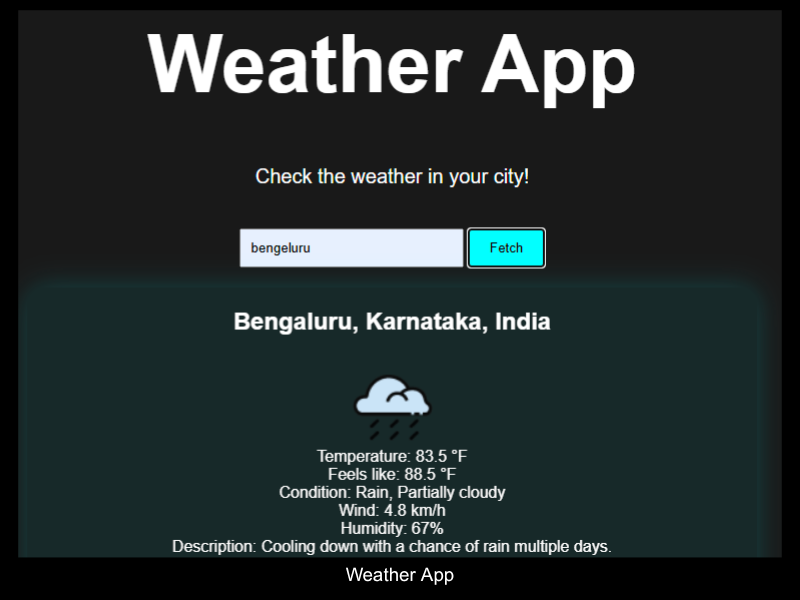 Weather App
Check the weather in your city!
bengeluru Fetch
Bengaluru, Karnataka, India
Temperature: 83.5 °F
Feels like: 88.5 °F
Condition: Rain, Partially cloudy
Wind: 4.8 km/h
Humidity: 67%
Description: Cooling down with a chance of rain multiple days.
Weather App